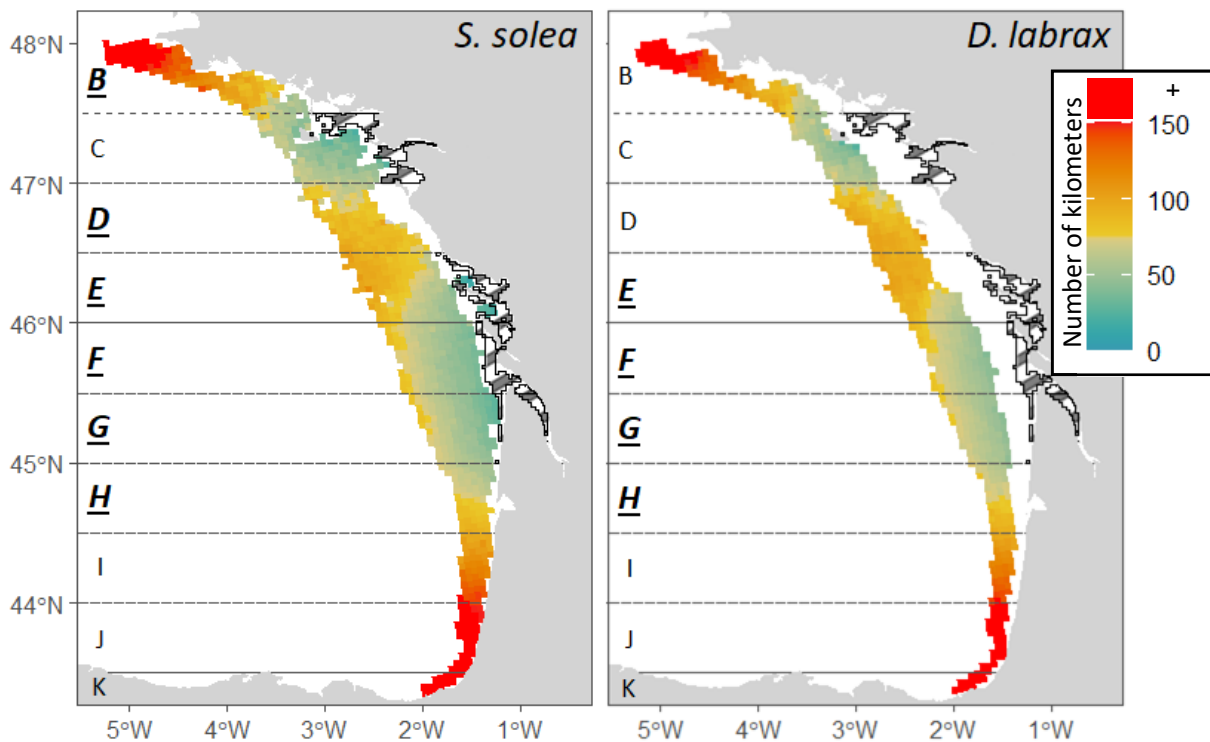 S. solea
D. labrax
48°N
47°N
46°N
45°N
44°N
B
C
D
E
F
G
H
I
J
K
B
C
D
E
F
G
H
I
J
K
Number of kilometers
+
150
100
50
0
5°W
4°W
3°W
2°W
1°W
5°W
4°W
3°W
2°W
1°W